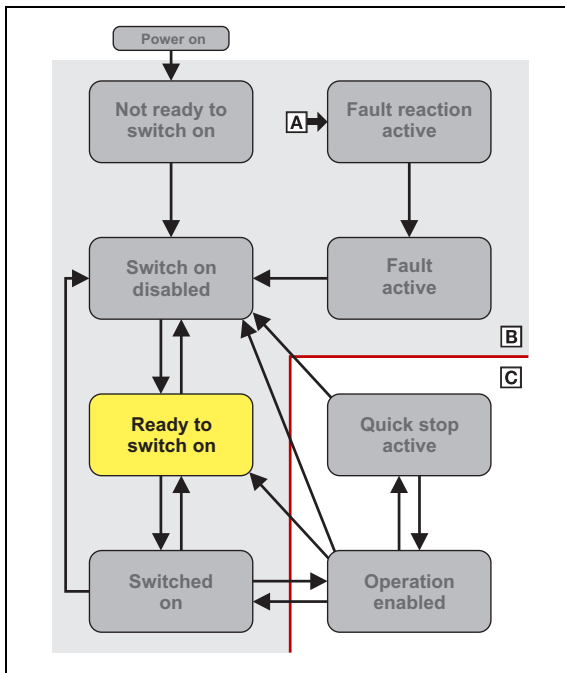 Power on
Not ready to
switch on
A
Fault reaction
active
Switch on
disabled
Fault
active
B
C
Ready to
switch on
Quick stop
active
Switched
on
Operation
enabled